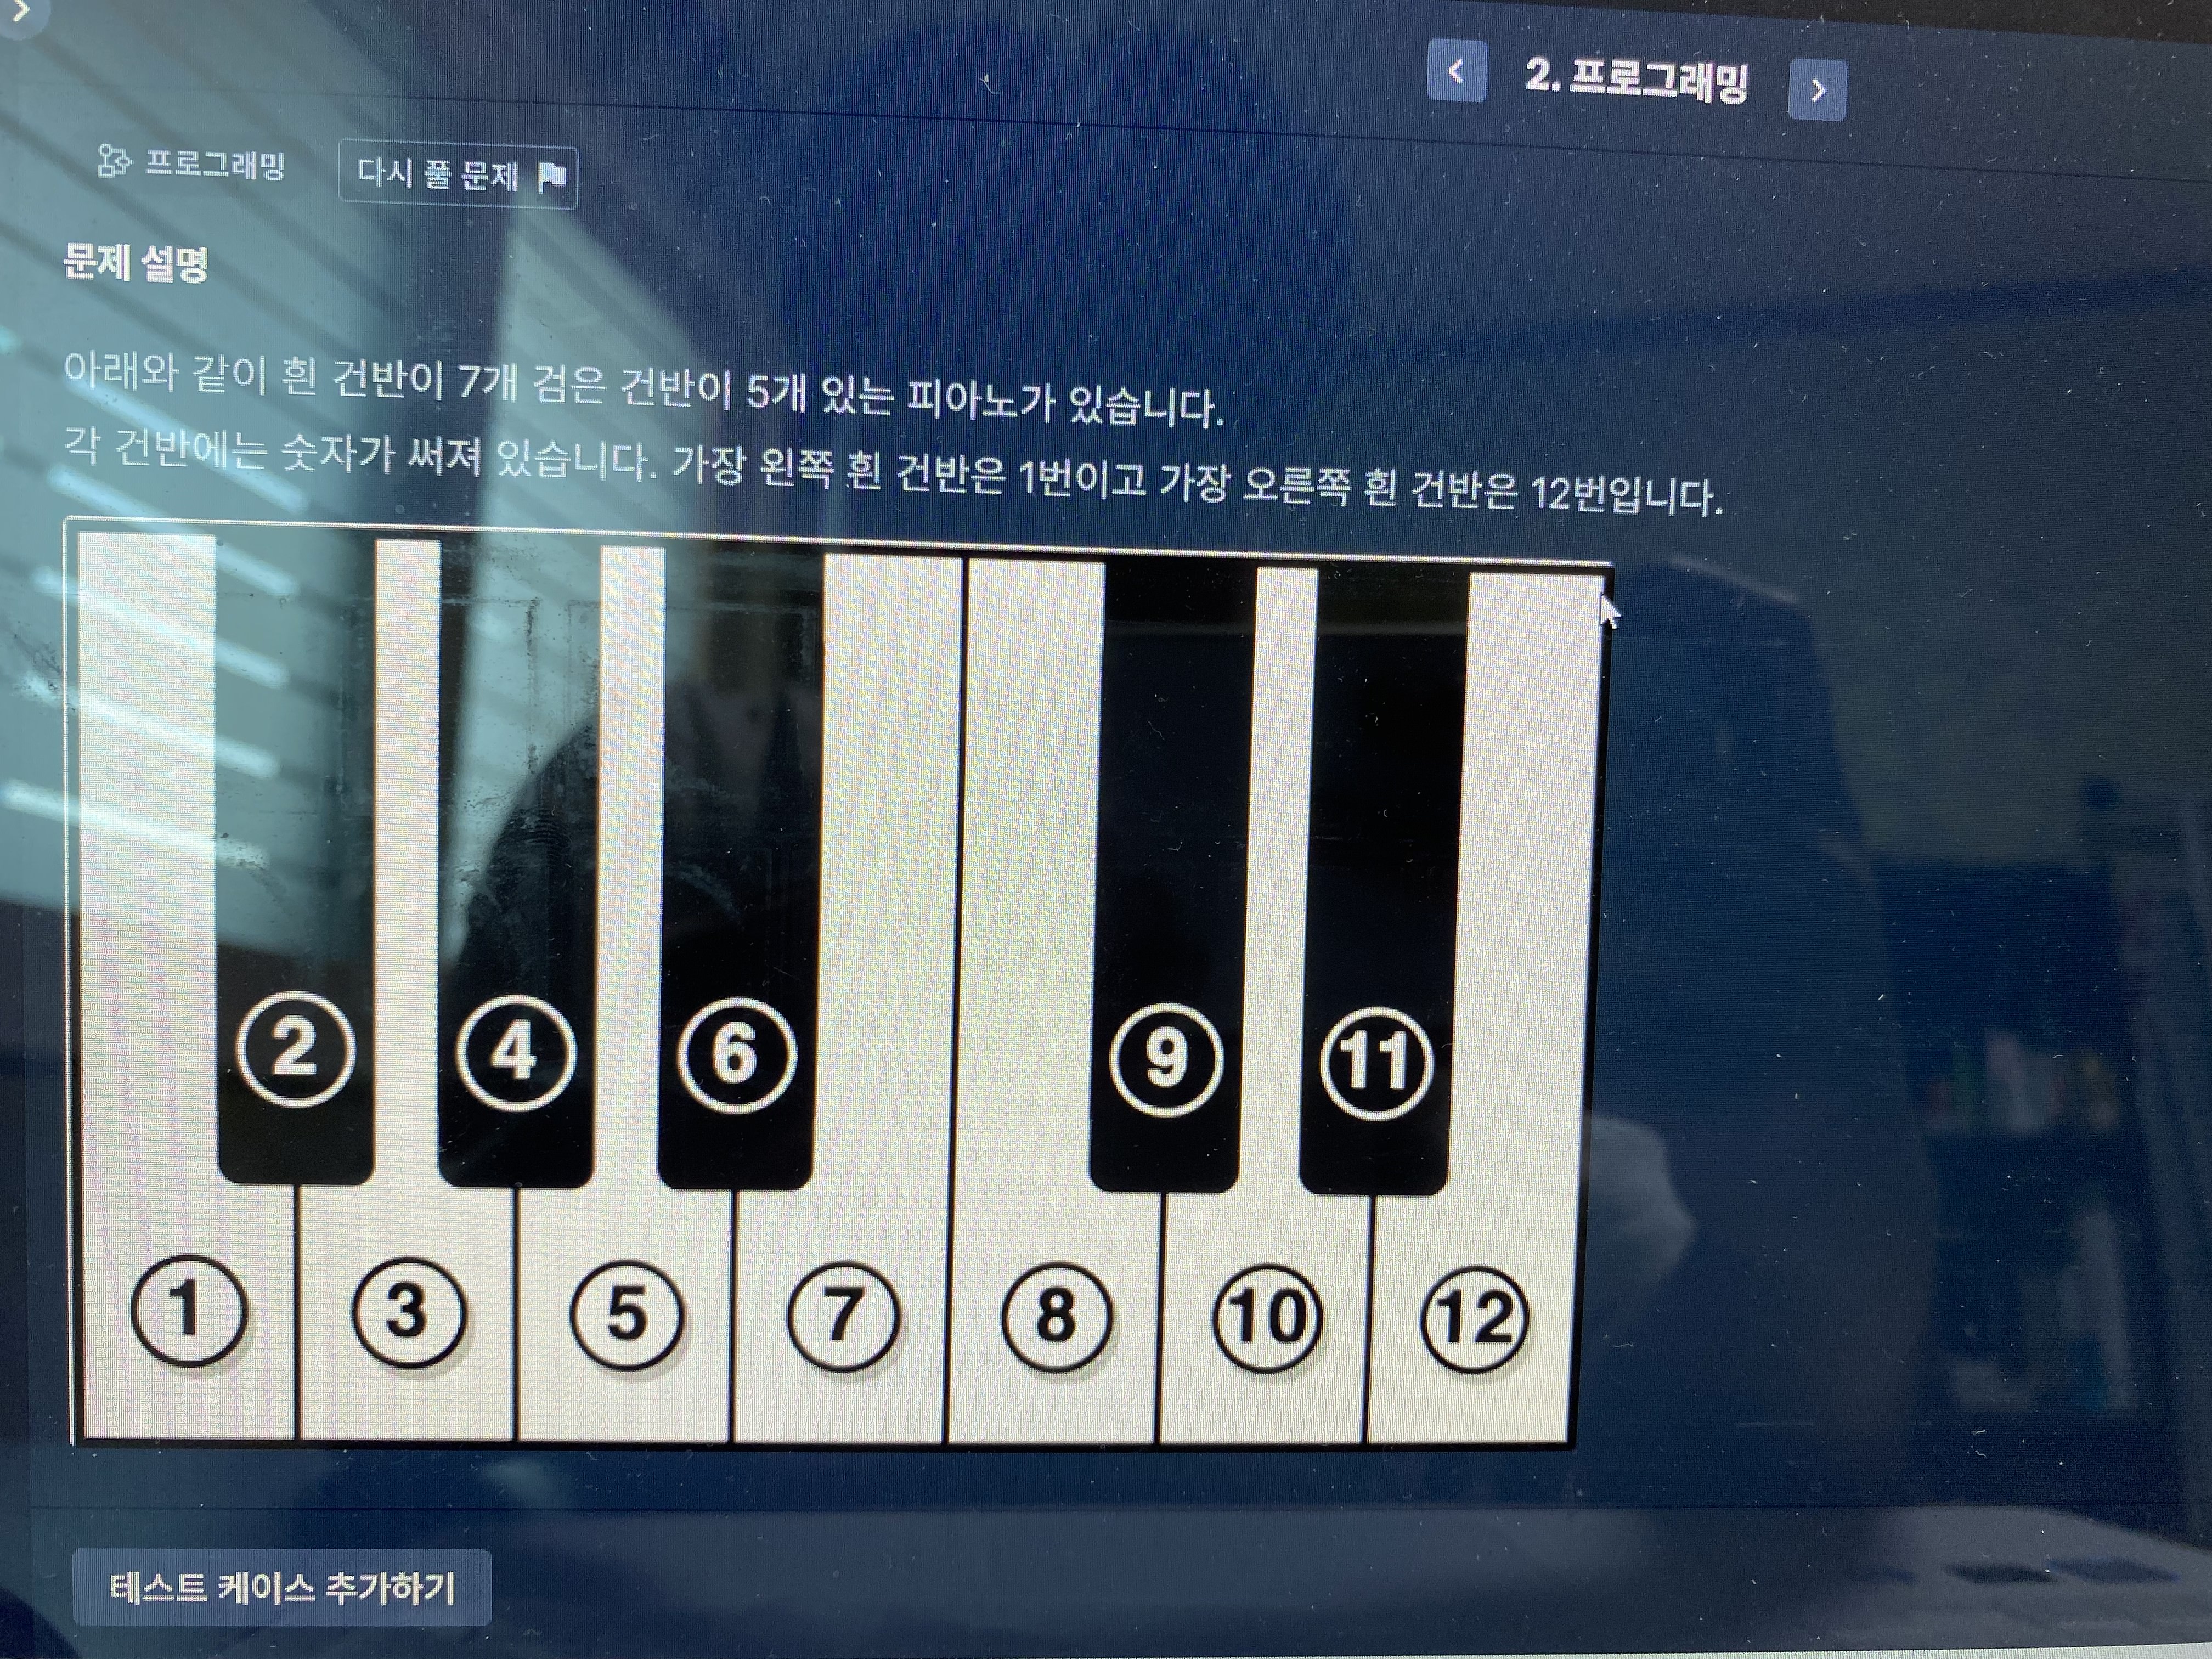 2. 프로그래밍
프로그래밍
다시 풀 문제
문제 설명
아래와 같이 흰 건반이 7개 검은 건반이 5개 있는 피아노가 있습니다.
각 건반에는 숫자가 써져 있습니다. 가장 왼쪽 흰 건반은 1번이고 가장 오른쪽 흰 건반은 12번입니다.
2 4 6 9 11
1 3 5 7 8 10 12
테스트 케이스 추가하기